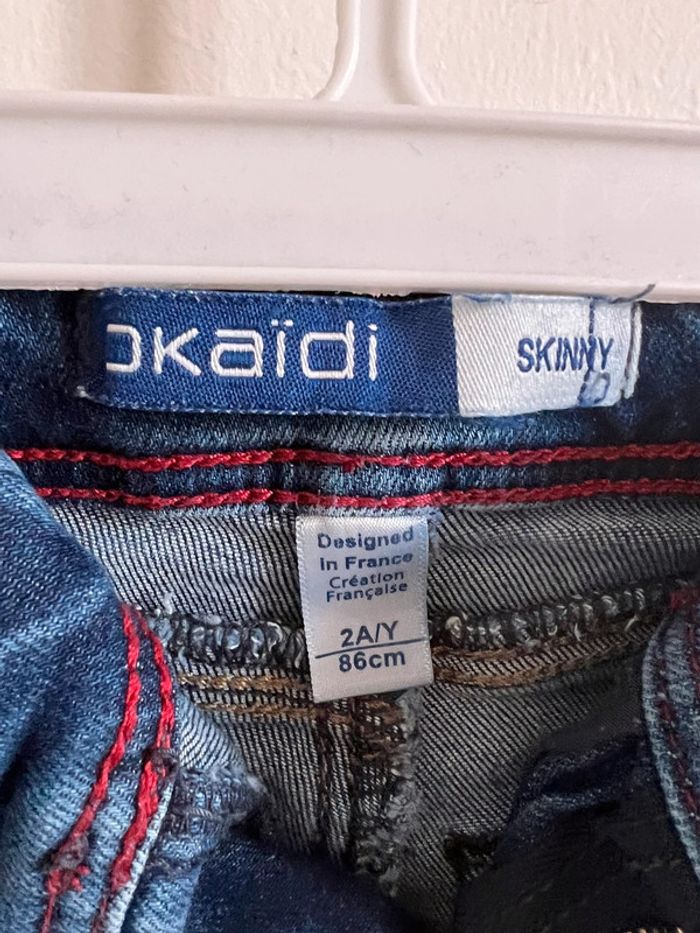 okaïdi
SKINNY
Designed
in France
Création
Française
2A/Y
86cm